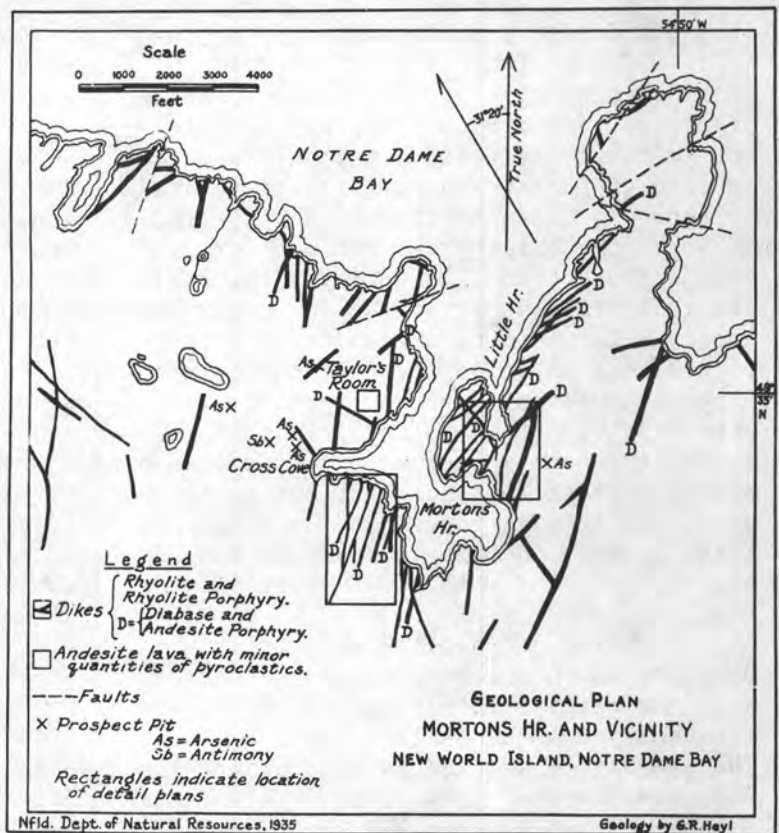 54°50' W
Scale
0 1000 2000 3000 4000
Feet
31°20'
True North
NOTRE DAME
BAY
D
D
D
Little Hr.
D
D
D
As
Taylor's
Room
D
D
D
D
49°
35'
N
As
As
Sb
As
Cross Cove
D
D
As
Mortons
Hr.
D
D
D
D
Legend
Dikes
Rhyolite and
Rhyolite Porphyry.
D= Diabase and
Andesite Porphyry.
Andesite lava with minor
quantities of pyroclastics.
Faults
Prospect Pit
As = Arsenic
Sb = Antimony
Rectangles indicate location
of detail plans
GEOLOGICAL PLAN
MORTONS HR. AND VICINITY
NEW WORLD ISLAND, NOTRE DAME BAY
Nfld. Dept. of Natural Resources, 1935
Geology by G.R. Heyl